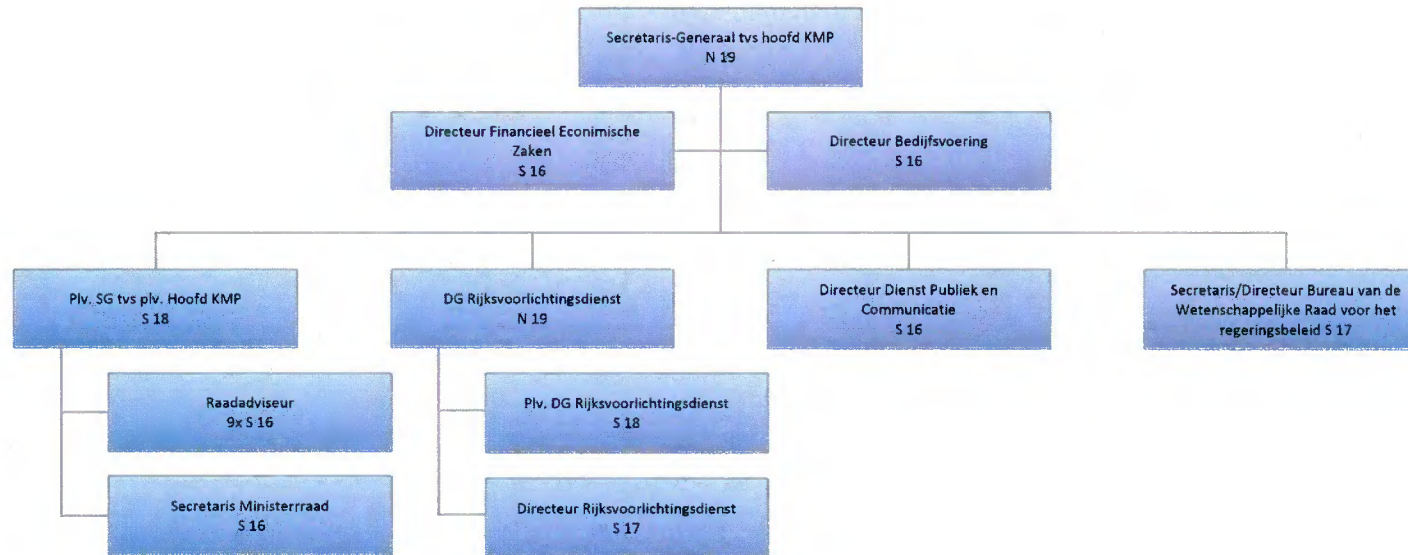 Secretaris-Generaal tvs hoofd KMP
N 19
Directeur Financieel Econimische
Zaken
S 16
Directeur Bedijfsvoering
S 16
Plv. SG tvs plv. Hoofd KMP
S 18
DG Rijksvoorlichtingsdienst
N 19
Directeur Dienst Publiek en
Communicatie
S 16
Secretaris/Directeur Bureau van de
Wetenschappelijke Raad voor het
regeringsbeleid S 17
Raadadviseur
9x S 16
Plv. DG Rijksvoorlichtingsdienst
S 18
Secretaris Ministerrraad
S 16
Directeur Rijksvoorlichtingsdienst
S 17